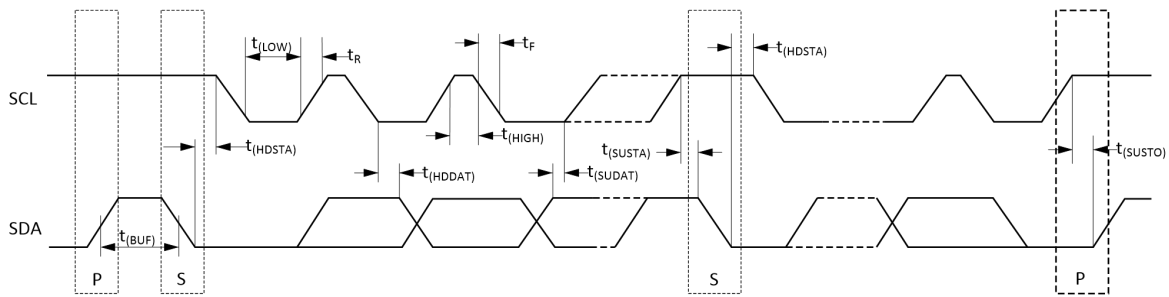 t(LOW)
tR
tF
t(HDSTA)
SCL
t(HDSTA)
t(HIGH)
t(HDDAT)
t(SUDAT)
t(SUSTA)
t(SUSTO)
SDA
t(BUF)
P
S
S
P